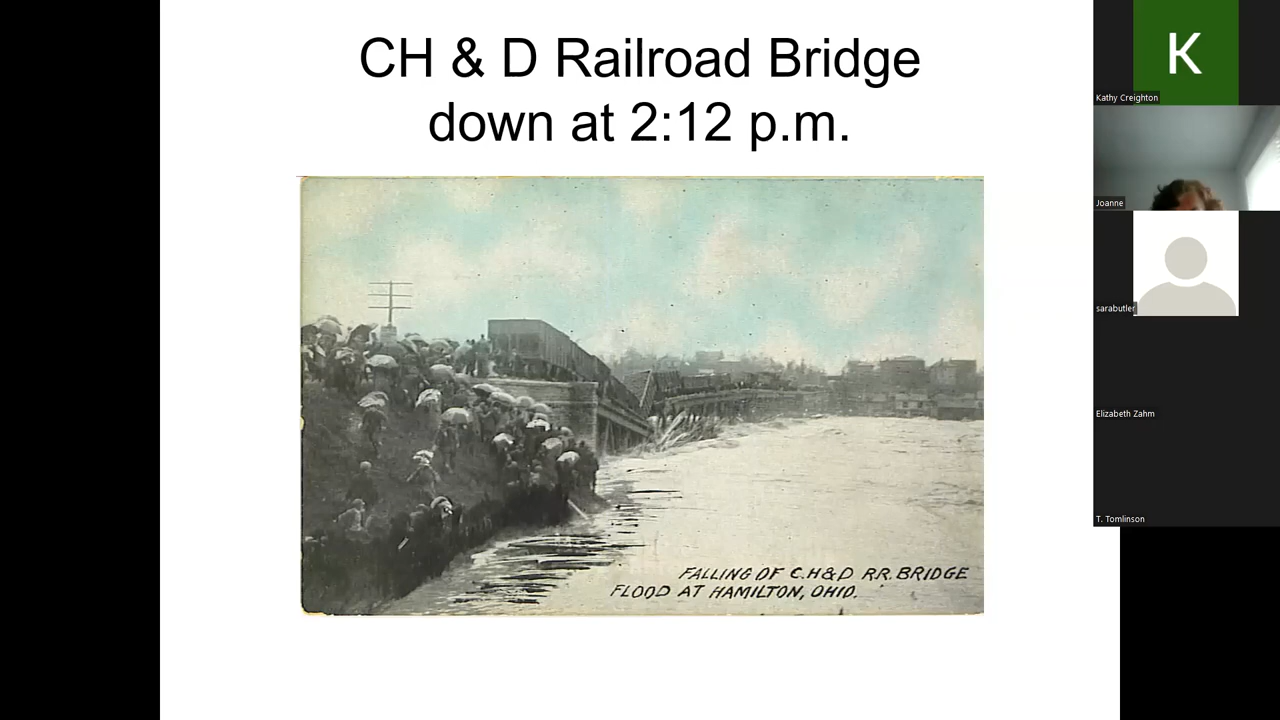 CH & D Railroad Bridge
down at 2:12 p.m.
FALLING OF C.H&D R.R. BRIDGE
FLOOD AT HAMILTON, OHIO.
K
Kathy Creighton
Joanne
sarabutler
Elizabeth Zahm
T. Tomlinson